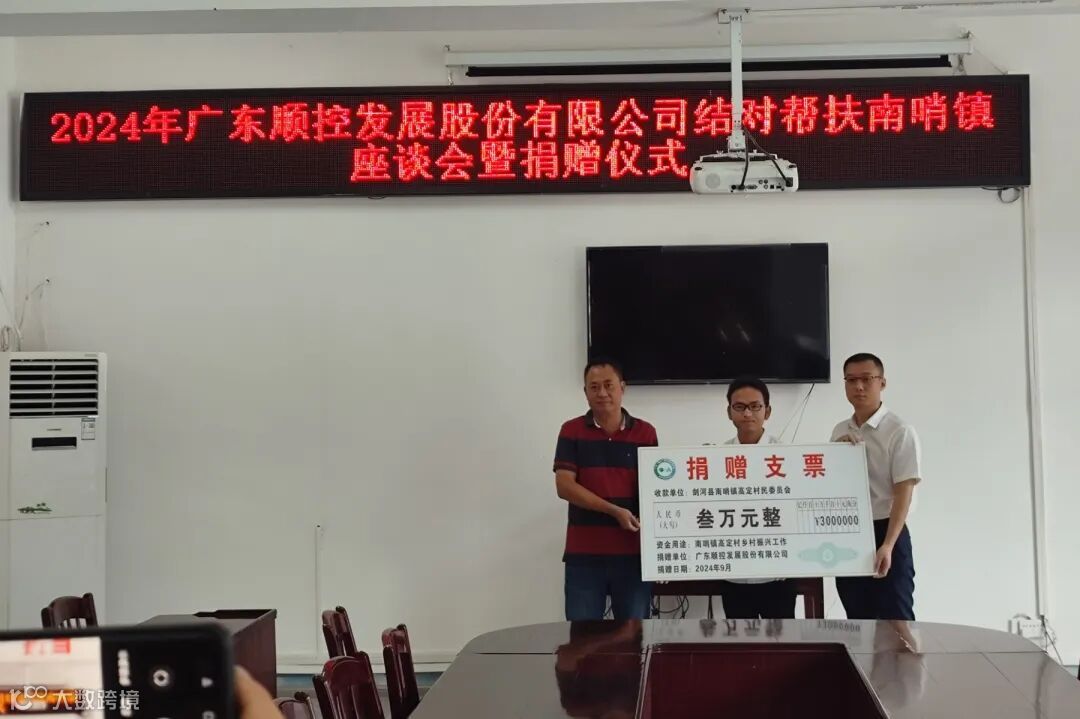 2024年广东顺控发展股份有限公司结对帮扶南哨镇
座谈会暨捐赠仪式
捐赠支票
收款单位：剑河县南哨镇高定村民委员会
人民币
(大写)
叁万元整
¥3000000
资金用途：南哨镇高定村乡村振兴工作
捐赠单位：广东顺控发展股份有限公司
捐赠日期：2024年9月
大数跨境